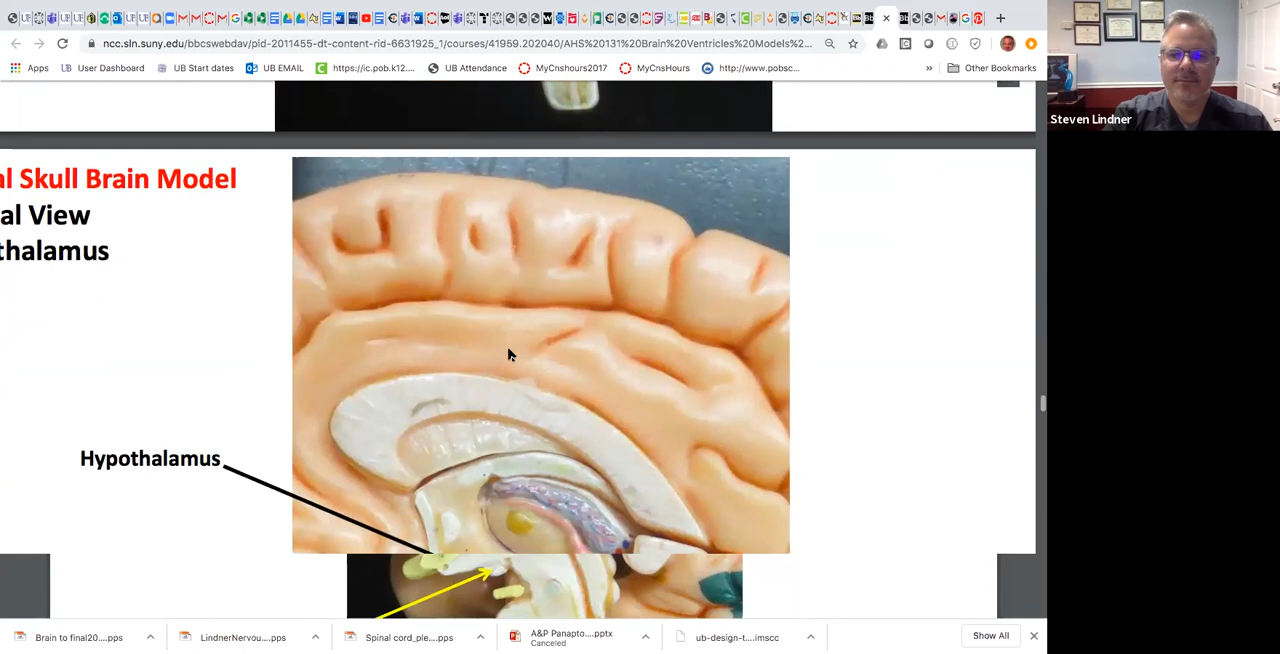 ncc.sln.suny.edu/bbcswebdav/pid-2011455-dt-content-rid-6631925_1/courses/41959.202040/AHS%20131%20Brain%20Ventricles%20Models%2...
Apps
User Dashboard
UB Start dates
UB EMAIL
https://ic.pob.k12....
UB Attendance
MyCnshours2017
MyCnsHours
http://www.pobsc...
»
Other Bookmarks
Steven Lindner
al Skull Brain Model
al View
thalamus
Hypothalamus
Brain to final20....pps
LindnerNervou....pps
Spinal cord_ple....pps
A&P Panapto....pptx
Canceled
ub-design-t....imscc
Show All